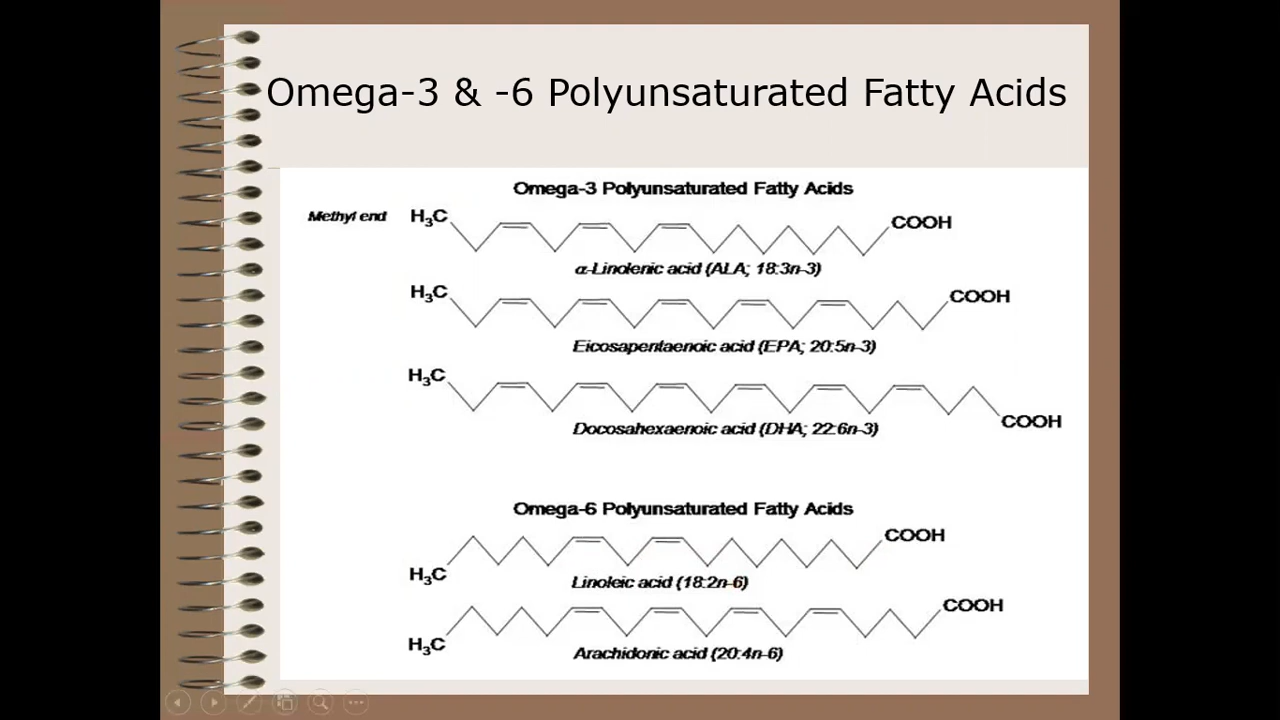 Omega-3 & -6 Polyunsaturated Fatty Acids
Omega-3 Polyunsaturated Fatty Acids
Methyl end H₃C COOH
α-Linolenic acid (ALA; 18:3n-3)
H₃C COOH
Eicosapentaenoic acid (EPA; 20:5n-3)
H₃C COOH
Docosahexaenoic acid (DHA; 22:6n-3)
Omega-6 Polyunsaturated Fatty Acids
H₃C COOH
Linoleic acid (18:2n-6)
H₃C COOH
Arachidonic acid (20:4n-6)